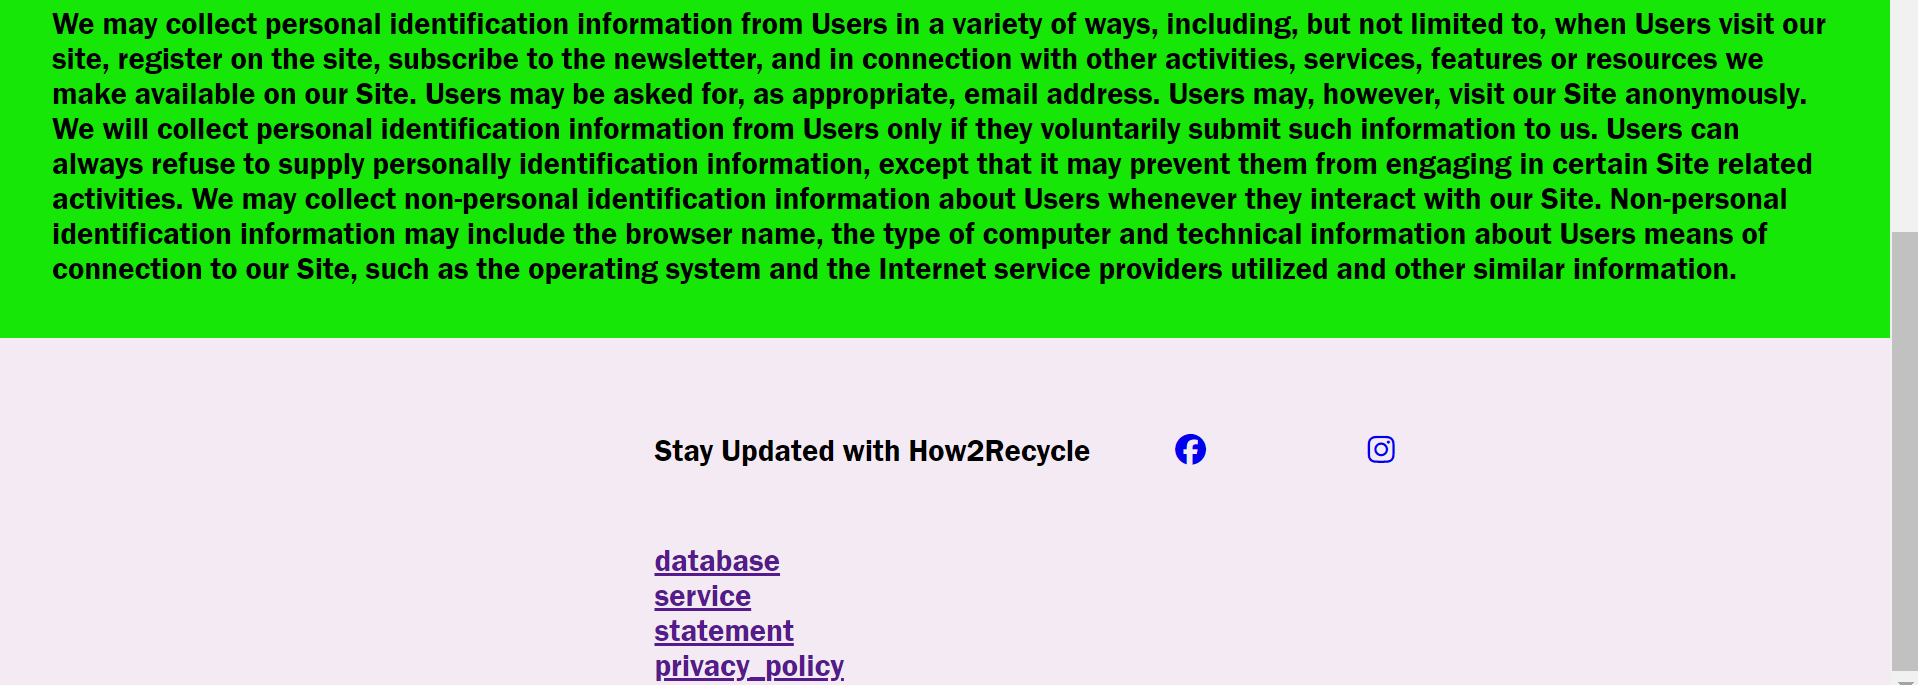 We may collect personal identification information from Users in a variety of ways, including, but not limited to, when Users visit our
site, register on the site, subscribe to the newsletter, and in connection with other activities, services, features or resources we
make available on our Site. Users may be asked for, as appropriate, email address. Users may, however, visit our Site anonymously.
We will collect personal identification information from Users only if they voluntarily submit such information to us. Users can
always refuse to supply personally identification information, except that it may prevent them from engaging in certain Site related
activities. We may collect non-personal identification information about Users whenever they interact with our Site. Non-personal
identification information may include the browser name, the type of computer and technical information about Users means of
connection to our Site, such as the operating system and the Internet service providers utilized and other similar information.
Stay Updated with How2Recycle
database
service
statement
privacy_policy